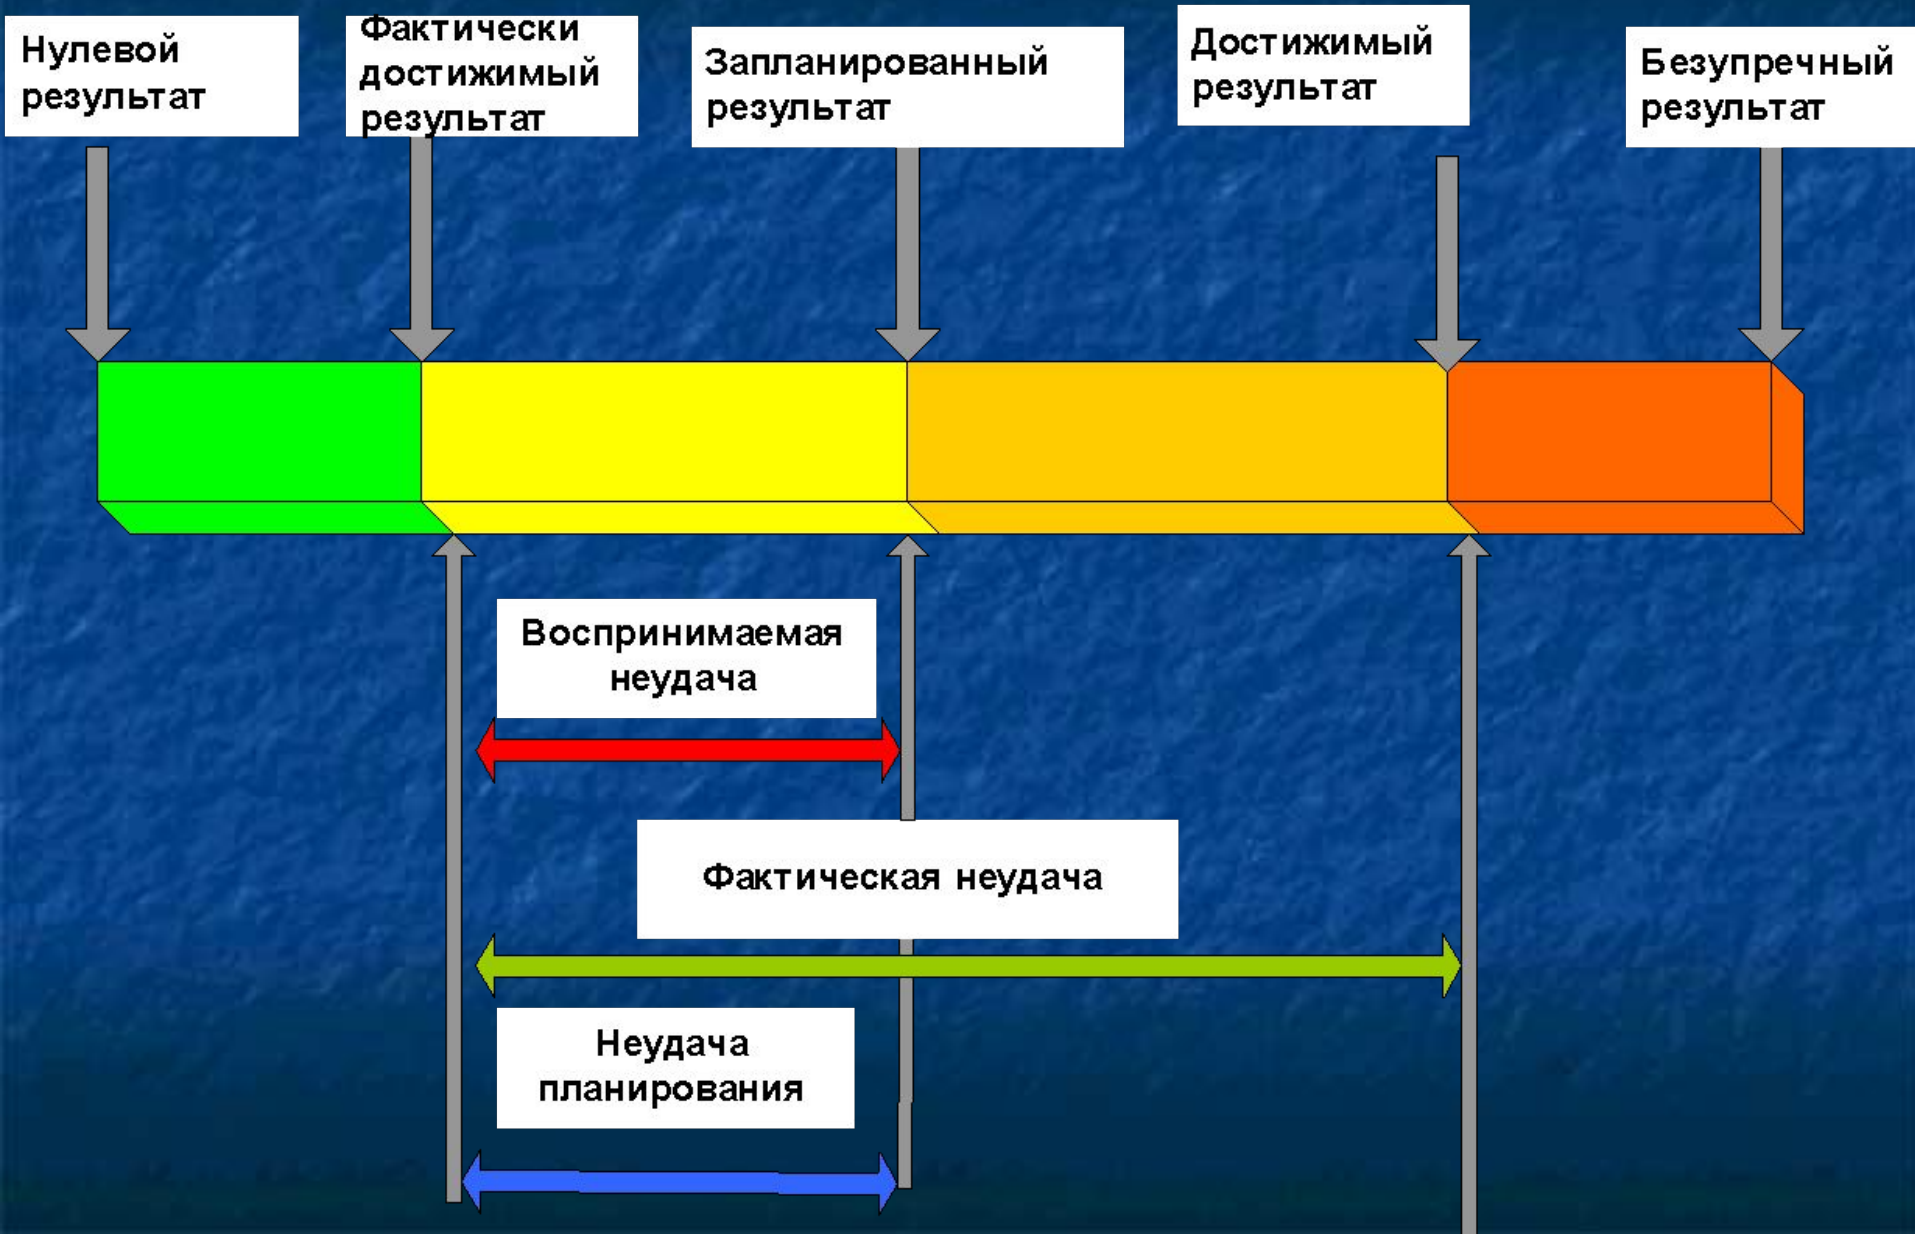 Нулевой
результат
Фактически
достижимый
результат
Запланированный
результат
Достижимый
результат
Безупречный
результат
Воспринимаемая
неудача
Фактическая неудача
Неудача
планирования